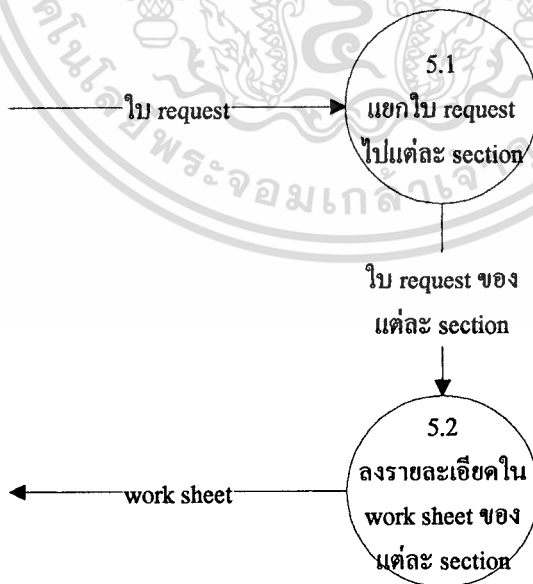 5.1
แยกใบ request
ไปแต่ละ section
ใบ request
ใบ request ของ
แต่ละ section
5.2
ลงรายละเอียดใน
work sheet ของ
แต่ละ section
work sheet